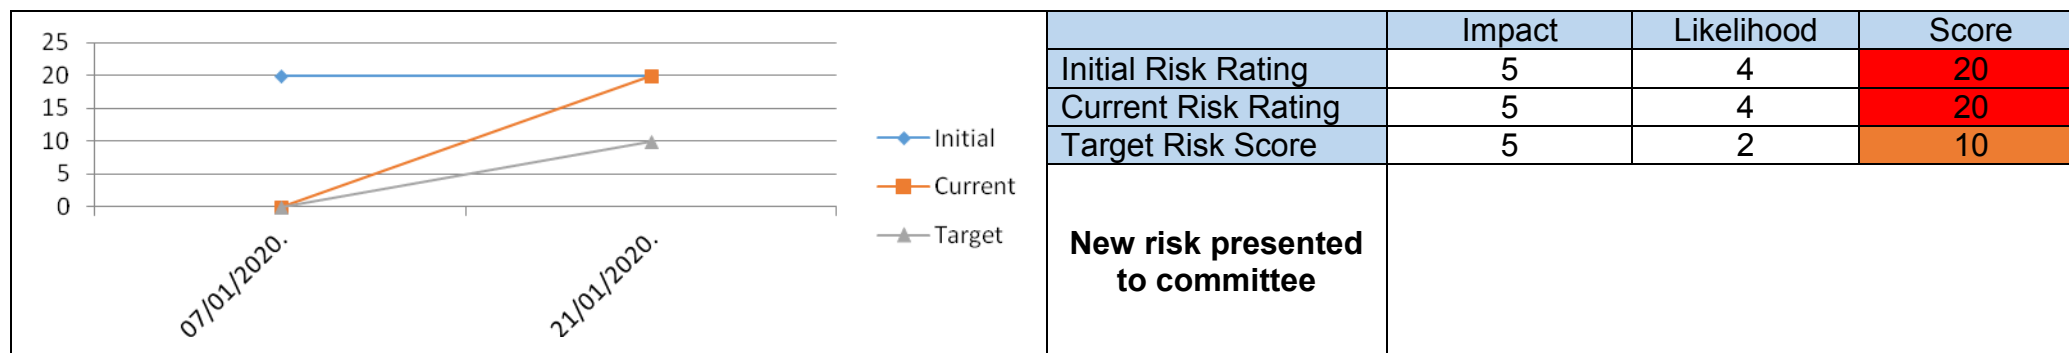 25
20
15
10
5
0
07/01/2020.
21/01/2020.
Initial
Current
Target
Impact Likelihood Score
Initial Risk Rating 5 4 20
Current Risk Rating 5 4 20
Target Risk Score 5 2 10
New risk presented
to committee